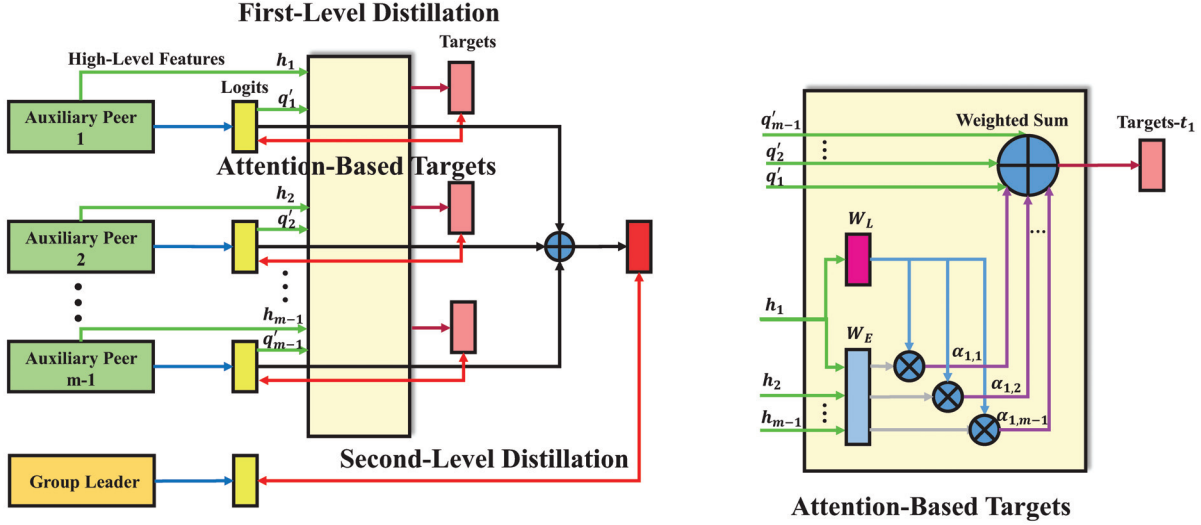 First-Level Distillation
High-Level Features
h₁
Targets
Logits
q′₁
Auxiliary Peer
1
Attention-Based Targets
h₂
q′₂
Auxiliary Peer
2
⋮
⋮
hₘ₋₁
q′ₘ₋₁
Auxiliary Peer
m-1
Second-Level Distillation
Group Leader
Weighted Sum
Targets-t₁
q′ₘ₋₁
⋮
q′₂
q′₁
...
W_L
h₁
W_E
α₁,₁
h₂
α₁,₂
⋮
hₘ₋₁
α₁,ₘ₋₁
Attention-Based Targets